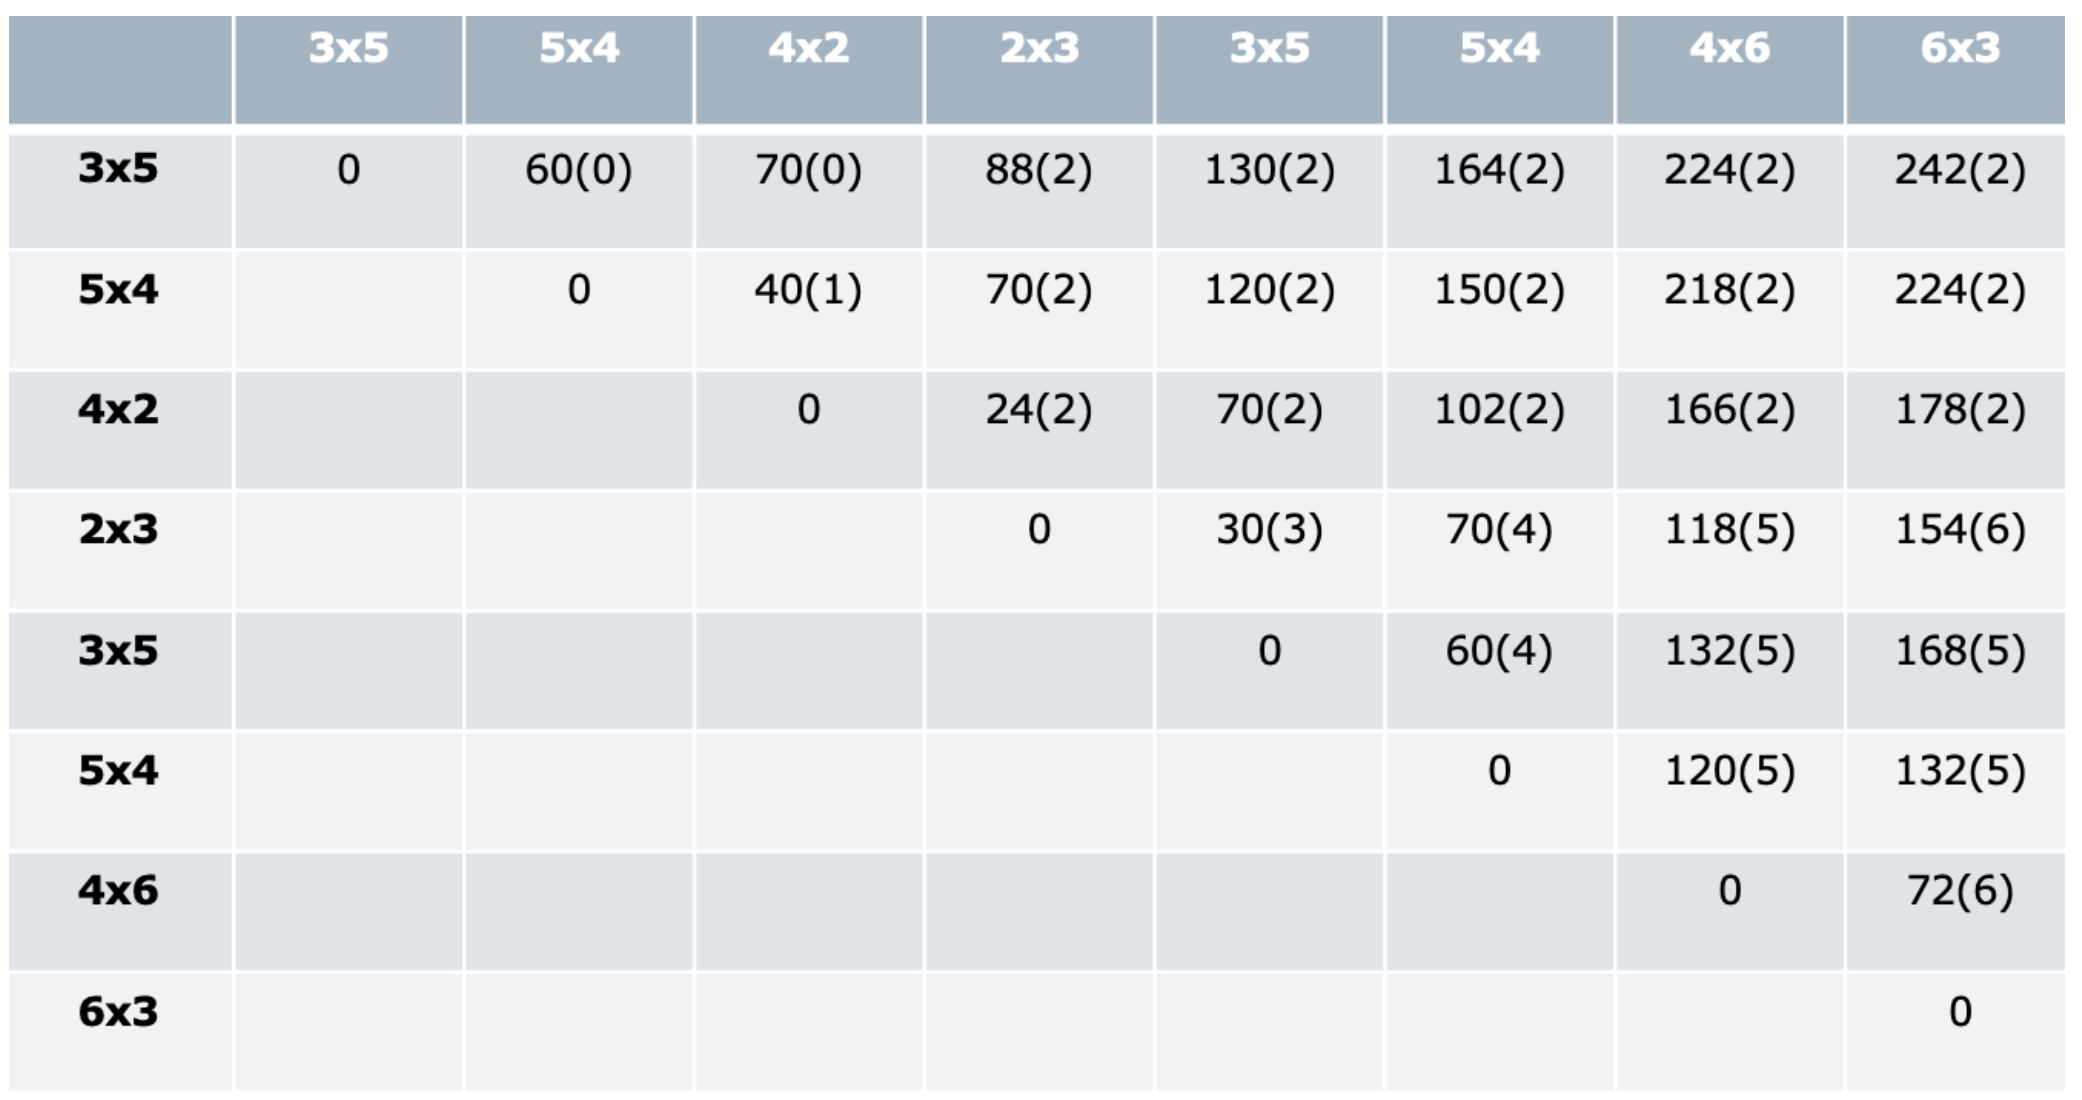 3x5 5x4 4x2 2x3 3x5 5x4 4x6 6x3
3x5 0 60(0) 70(0) 88(2) 130(2) 164(2) 224(2) 242(2)
5x4 0 40(1) 70(2) 120(2) 150(2) 218(2) 224(2)
4x2 0 24(2) 70(2) 102(2) 166(2) 178(2)
2x3 0 30(3) 70(4) 118(5) 154(6)
3x5 0 60(4) 132(5) 168(5)
5x4 0 120(5) 132(5)
4x6 0 72(6)
6x3 0